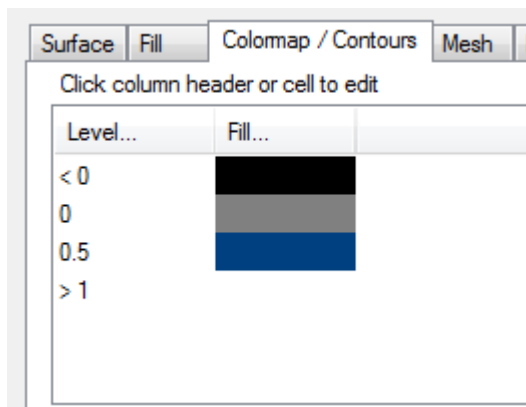 Surface Fill Colormap / Contours Mesh
Click column header or cell to edit
Level... Fill...
< 0
0
0.5
> 1